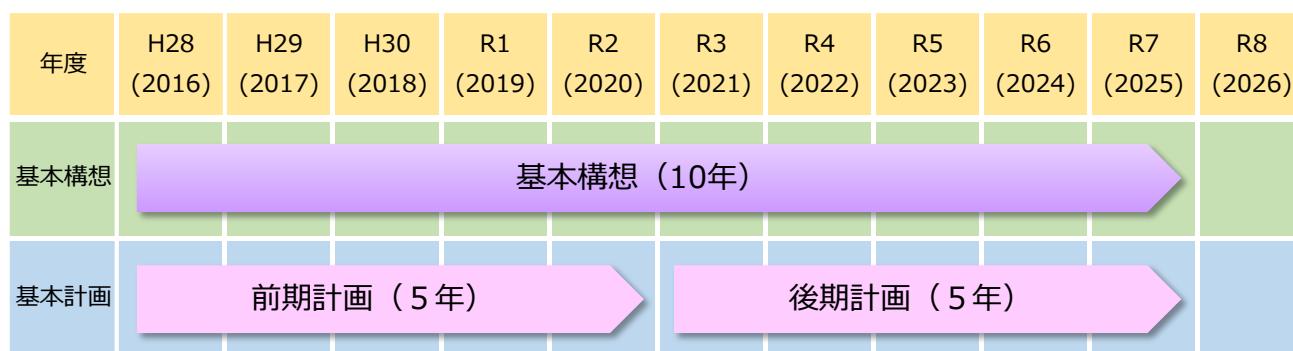 年度 H28 H29 H30 R1 R2 R3 R4 R5 R6 R7 R8
(2016) (2017) (2018) (2019) (2020) (2021) (2022) (2023) (2024) (2025) (2026)
基本構想 基本構想（10年）
基本計画 前期計画（５年） 後期計画（５年）